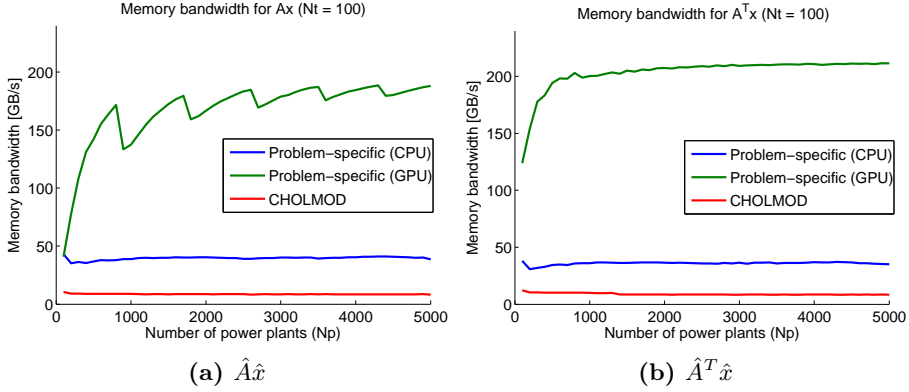 Memory bandwidth for Ax (Nt = 100)
Memory bandwidth [GB/s]
200
150
100
50
0
0 1000 2000 3000 4000 5000
Number of power plants (Np)
Problem−specific (CPU)
Problem−specific (GPU)
CHOLMOD
(a) Âx̂
Memory bandwidth for Aᵀx (Nt = 100)
Memory bandwidth [GB/s]
200
150
100
50
0
0 1000 2000 3000 4000 5000
Number of power plants (Np)
Problem−specific (CPU)
Problem−specific (GPU)
CHOLMOD
(b) Âᵀx̂